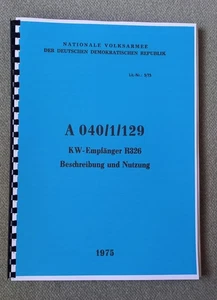 NATIONALE VOLKSARMEE
DER DEUTSCHEN DEMOKRATISCHEN REPUBLIK
A 040/1/129
KW-Empfänger R326
Beschreibung und Nutzung
1975